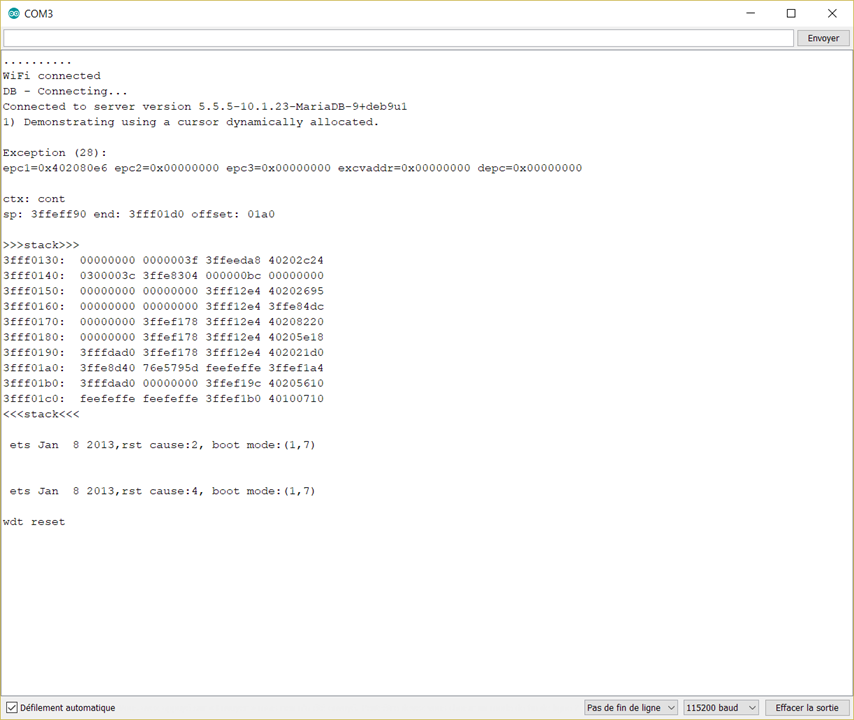 COM3
Envoyer
..........
WiFi connected
DB - Connecting...
Connected to server version 5.5.5-10.1.23-MariaDB-9+deb9u1
1) Demonstrating using a cursor dynamically allocated.
Exception (28):
epc1=0x402080e6 epc2=0x00000000 epc3=0x00000000 excvaddr=0x00000000 depc=0x00000000
ctx: cont
sp: 3ffeff90 end: 3fff01d0 offset: 01a0
>>>stack>>>
3fff0130:  00000000 0000003f 3ffeeda8 40202c24
3fff0140:  0300003c 3ffe8304 000000bc 00000000
3fff0150:  00000000 00000000 3fff12e4 40202695
3fff0160:  00000000 00000000 3fff12e4 3ffe84dc
3fff0170:  00000000 3ffef178 3fff12e4 40208220
3fff0180:  00000000 3ffef178 3fff12e4 40205e18
3fff0190:  3fffdad0 3ffef178 3fff12e4 402021d0
3fff01a0:  3ffe8d40 76e5795d feefeffe 3ffef1a4
3fff01b0:  3fffdad0 00000000 3ffef19c 40205610
3fff01c0:  feefeffe feefeffe 3ffef1b0 40100710
<<<stack<<<
ets Jan  8 2013,rst cause:2, boot mode:(1,7)
ets Jan  8 2013,rst cause:4, boot mode:(1,7)
wdt reset
Défilement automatique
Pas de fin de ligne
115200 baud
Effacer la sortie